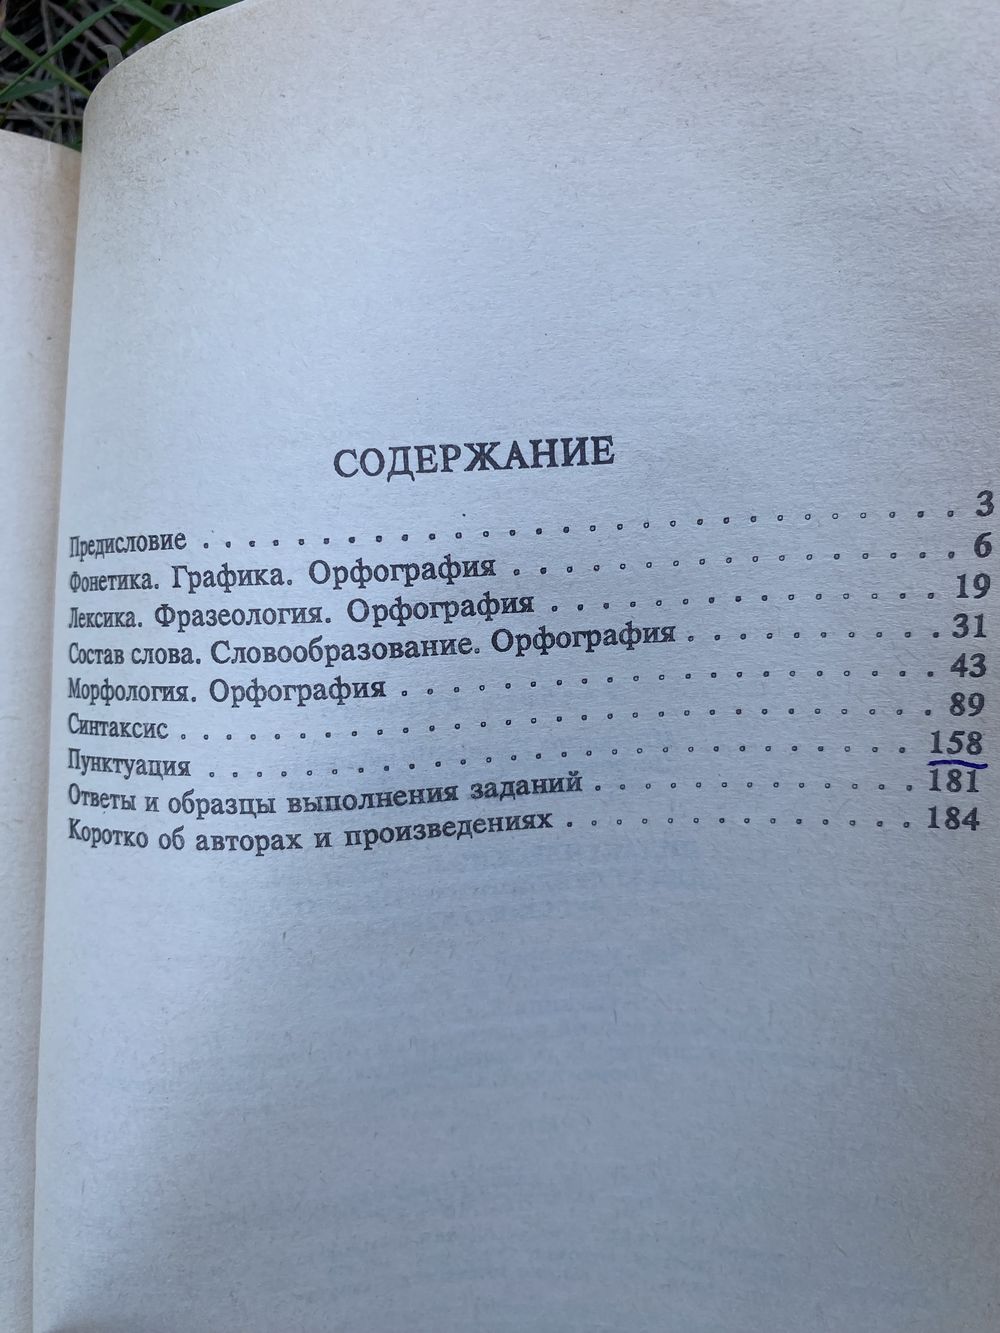 СОДЕРЖАНИЕ
Предисловие . . . . . . . . . . . . . . . . . . . . . . . . . . . . 3
Фонетика. Графика. Орфография . . . . . . . . . . . . . . . . . 6
Лексика. Фразеология. Орфография . . . . . . . . . . . . . . . 19
Состав слова. Словообразование. Орфография . . . . . . . . . . 31
Морфология. Орфография . . . . . . . . . . . . . . . . . . . . . 43
Синтаксис . . . . . . . . . . . . . . . . . . . . . . . . . . . . . 89
Пунктуация . . . . . . . . . . . . . . . . . . . . . . . . . . . 158
Ответы и образцы выполнения заданий . . . . . . . . . . . . . 181
Коротко об авторах и произведениях . . . . . . . . . . . . . . 184